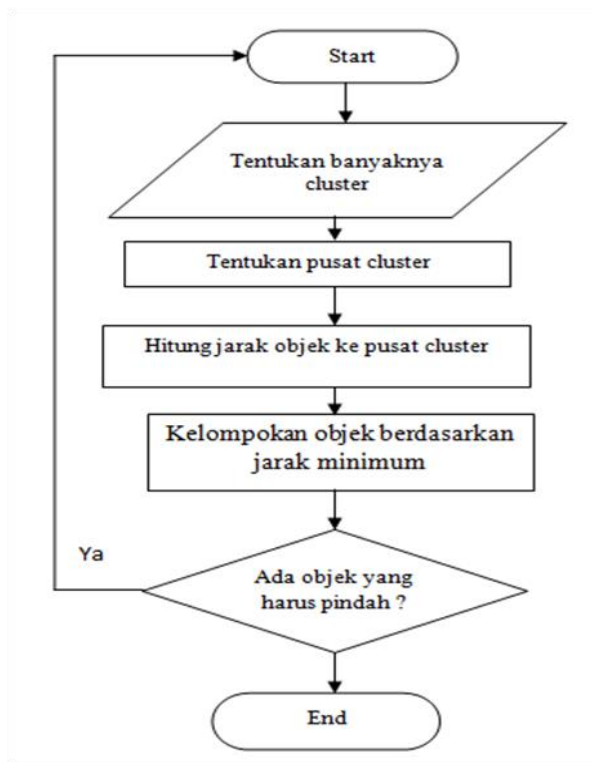 Start
Tentukan banyaknya
cluster
Tentukan pusat cluster
Hitung jarak objek ke pusat cluster
Kelompokan objek berdasarkan
jarak minimum
Ya
Ada objek yang
harus pindah ?
End